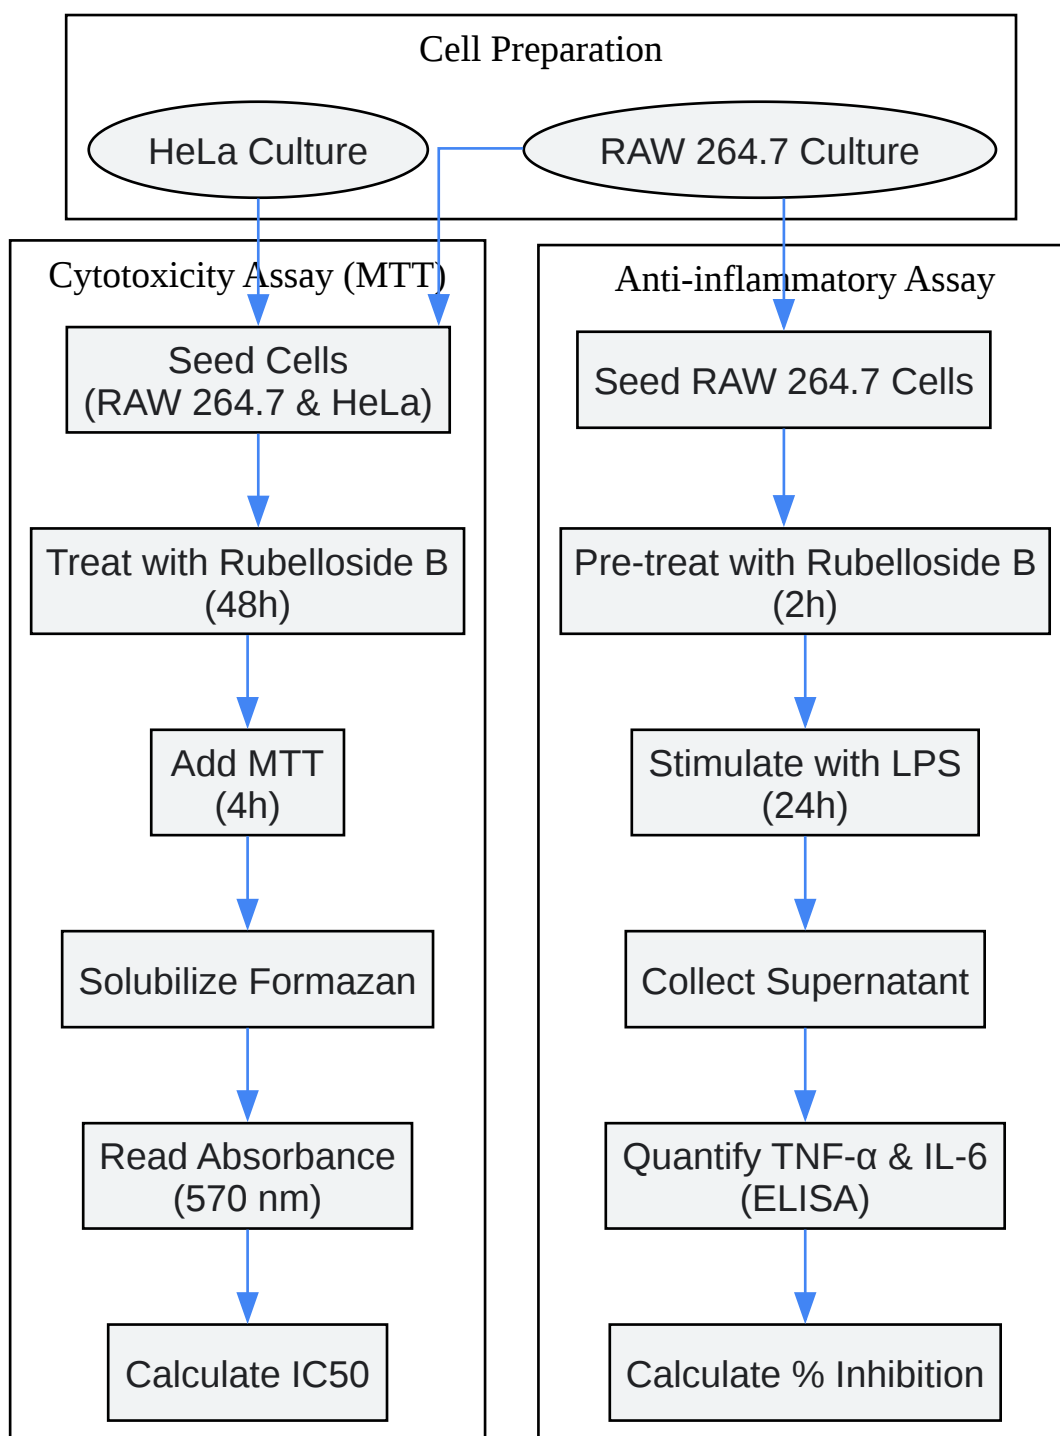 Cell Preparation
HeLa Culture
RAW 264.7 Culture
Cytotoxicity Assay (MTT)
Seed Cells
(RAW 264.7 & HeLa)
Treat with Rubelloside B
(48h)
Add MTT
(4h)
Solubilize Formazan
Read Absorbance
(570 nm)
Calculate IC50
Anti-inflammatory Assay
Seed RAW 264.7 Cells
Pre-treat with Rubelloside B
(2h)
Stimulate with LPS
(24h)
Collect Supernatant
Quantify TNF-α & IL-6
(ELISA)
Calculate % Inhibition